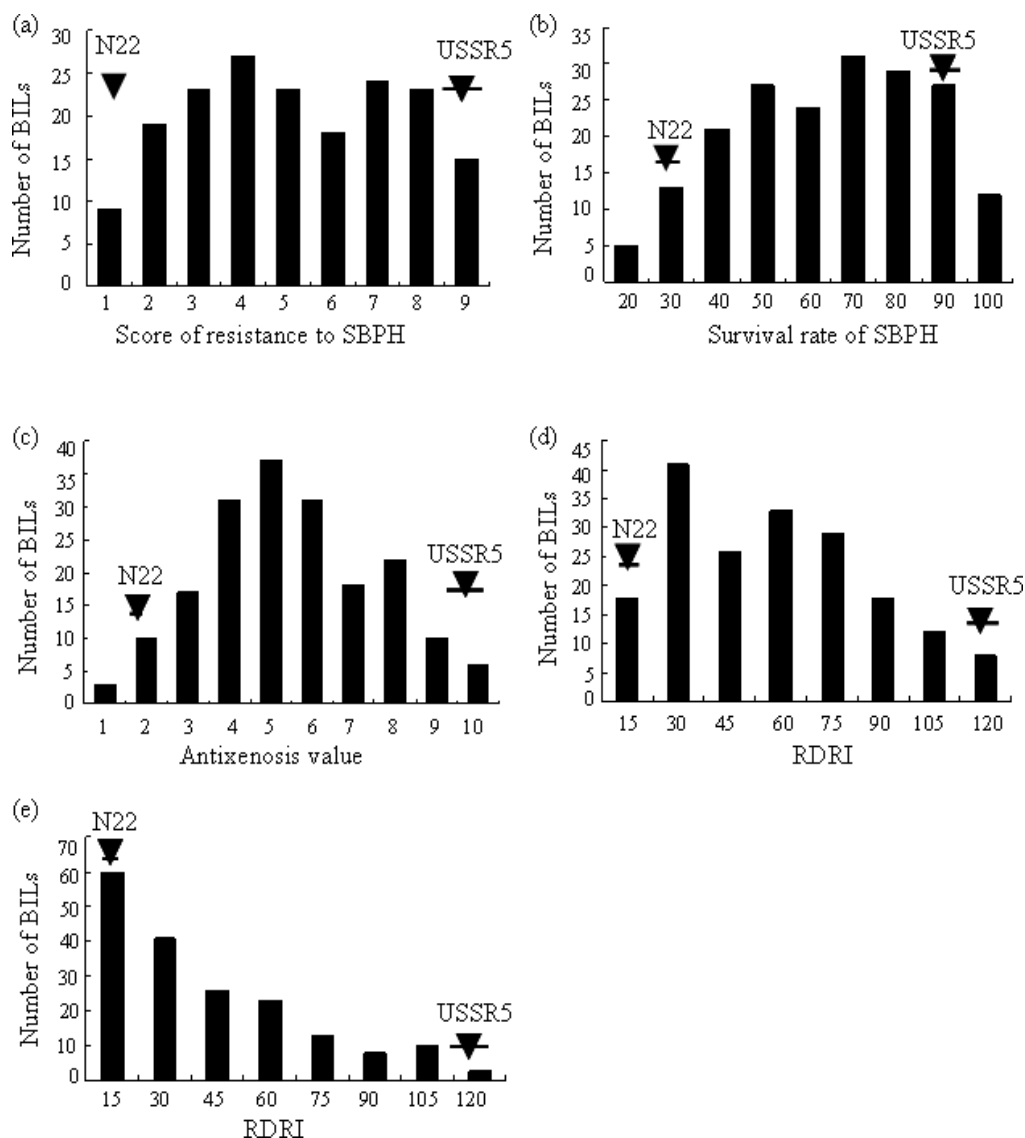 (a)
N22
USSR5
Number of BILs
30
25
20
15
10
5
0
1 2 3 4 5 6 7 8 9
Score of resistance to SBPH
(b)
USSR5
N22
Number of BILs
35
30
25
20
15
10
5
0
20 30 40 50 60 70 80 90 100
Survival rate of SBPH
(c)
N22
USSR5
Number of BILs
40
35
30
25
20
15
10
5
0
1 2 3 4 5 6 7 8 9 10
Antixenosis value
(d)
N22
USSR5
Number of BILs
45
40
35
30
25
20
15
10
5
0
15 30 45 60 75 90 105 120
RDRI
(e)
N22
USSR5
Number of BILs
70
60
50
40
30
20
10
0
15 30 45 60 75 90 105 120
RDRI